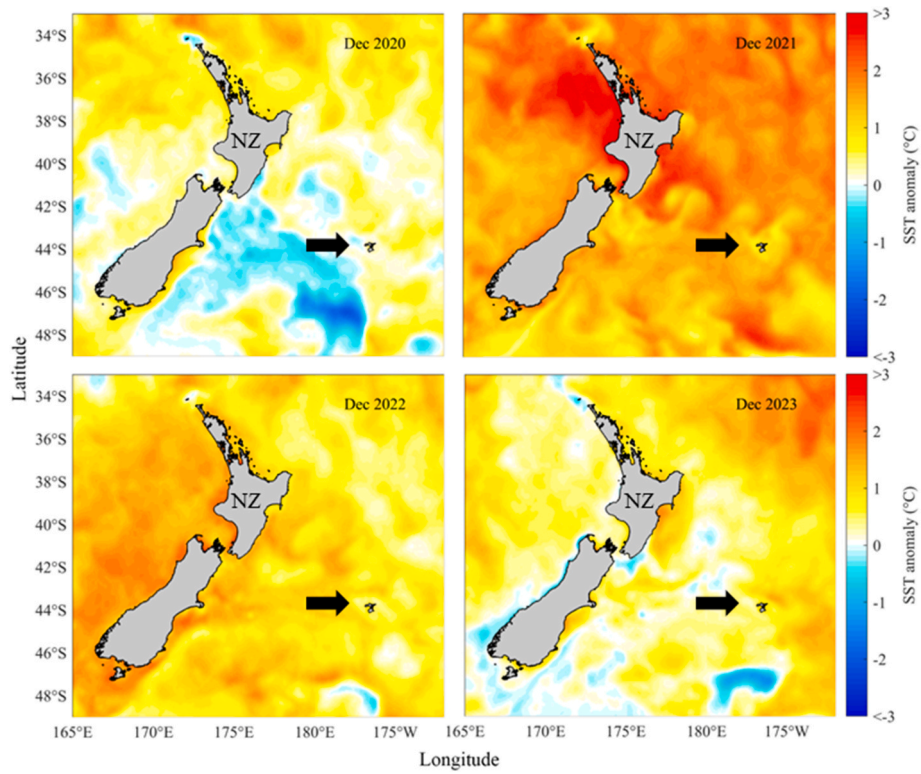 34°S
36°S
38°S
40°S
42°S
44°S
46°S
48°S
Dec 2020
NZ
Dec 2021
NZ
>3
2
1
0
-1
-2
<-3
SST anomaly (°C)
Latitude
34°S
36°S
38°S
40°S
42°S
44°S
46°S
48°S
Dec 2022
NZ
Dec 2023
NZ
>3
2
1
0
-1
-2
<-3
SST anomaly (°C)
165°E 170°E 175°E 180°E 175°W 165°E 170°E 175°E 180°E 175°W
Longitude